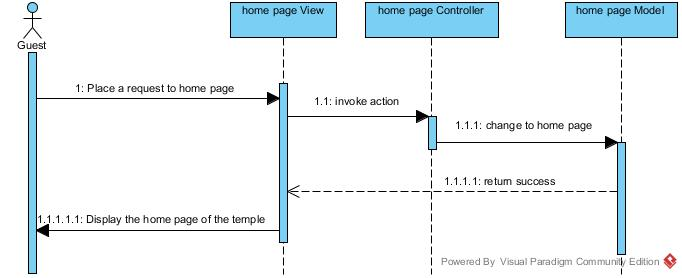 home page View
home page Controller
home page Model
Guest
1: Place a request to home page
1.1: invoke action
1.1.1: change to home page
1.1.1.1: return success
1.1.1.1.1: Display the home page of the temple
Powered By Visual Paradigm Community Edition